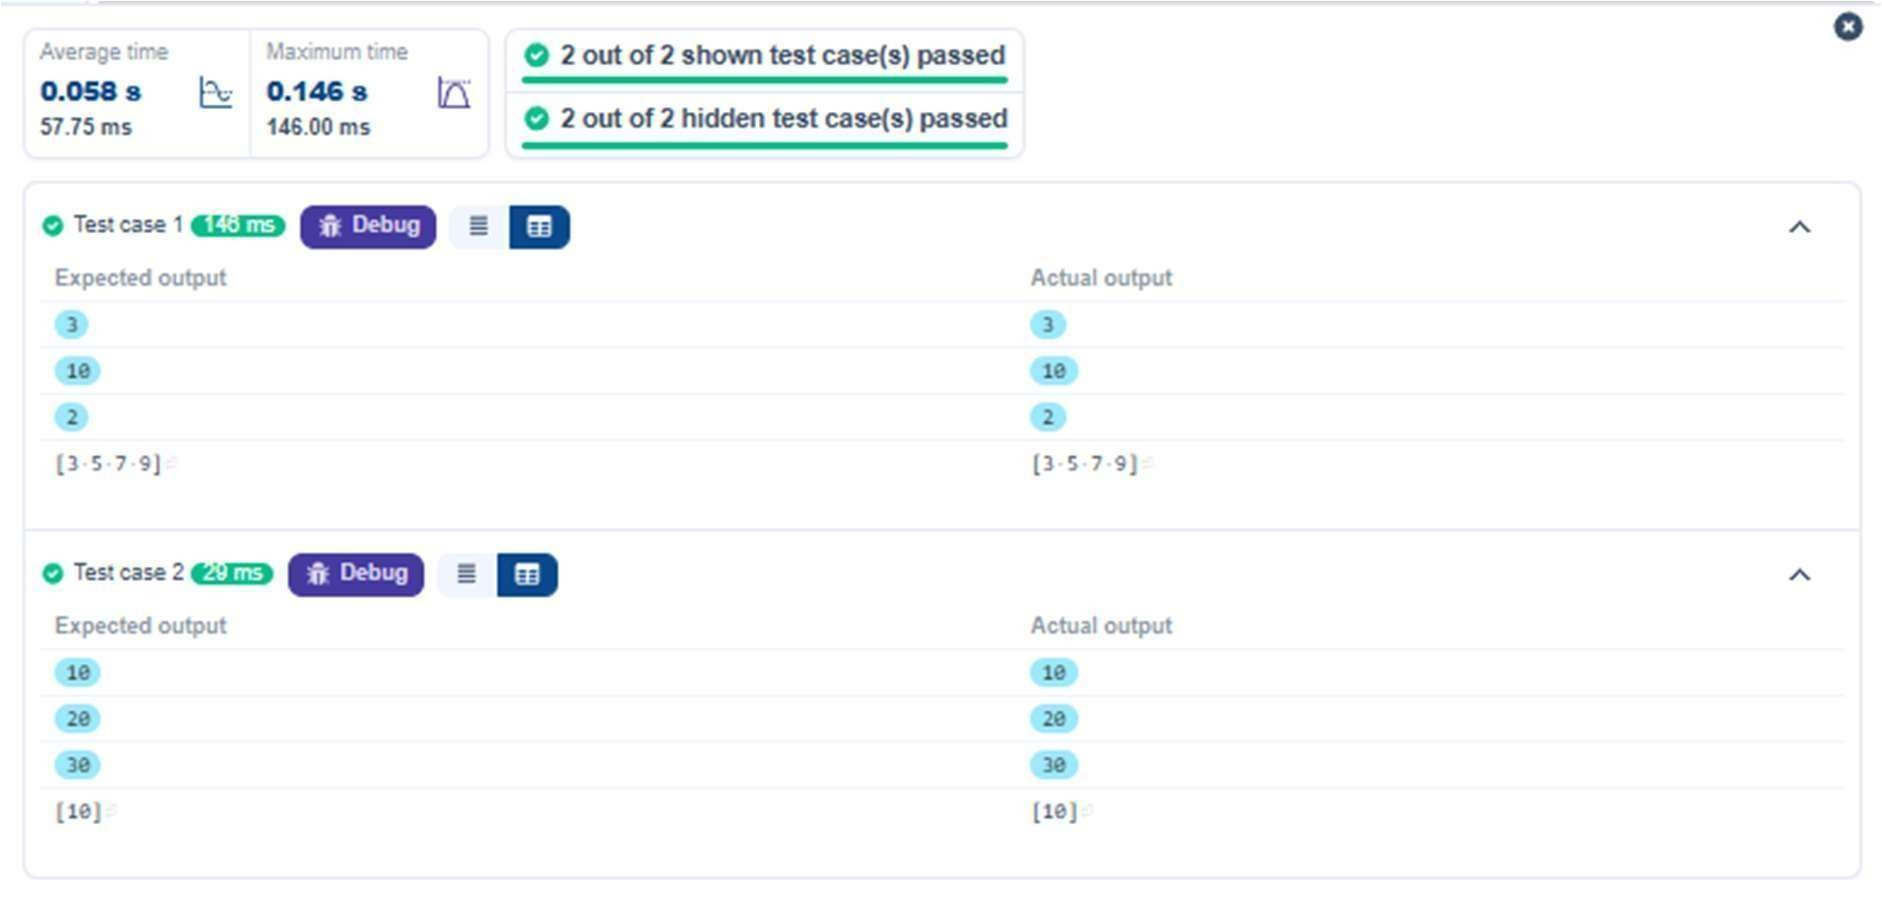 Average time
0.058 s
57.75 ms
Maximum time
0.146 s
146.00 ms
2 out of 2 shown test case(s) passed
2 out of 2 hidden test case(s) passed
Test case 1 146 ms Debug
Expected output Actual output
3 3
10 10
2 2
[3·5·7·9] [3·5·7·9]
Test case 2 29 ms Debug
Expected output Actual output
10 10
20 20
30 30
[10] [10]